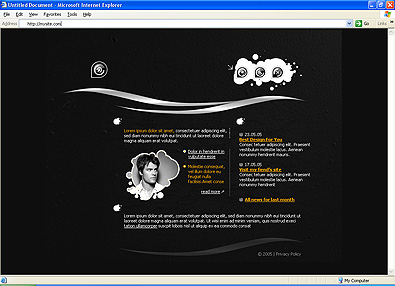 Untitled Document - Microsoft Internet Explorer
File Edit View Favorites Tools Help
Address http://mysite.com
Go Links
Lorem ipsum dolor sit amet, consectetuer adipiscing elit,
sed diam nonummy nibh eui tincidunt ut laoreet dolore
magna aliquam erat volutpat.
Dolor in hendrerit in
vulputate esse
Molestie consequat,
vel illum dolore eu
feugiat nulla
facilisis Amet conse
read more
23.05.05
Best Design For You
Consec tetuer adipiscing elit. Praesent
vestibulum molestie lacus. Aenean
nonummy hendrerit mauris.
17.05.05
Visit my fiend's site
Consec tetuer adipiscing elit. Praesent
vestibulum molestie lacus. Aenean
nonummy hendrerit
All news for last month
Lorem ipsum dolor sit amet, consectetuer adipiscing elit, sed diam nonummy nibh eui tincidunt ut
laoreet dolore magna aliquam erat volutpat. Ut wisi enim ad minim veniam, quis nostrud exerci
tation ullamcorper suscipit lobos nisl ut aliquip ex ea commodo consat
© 2005 | Privacy Policy
My Computer